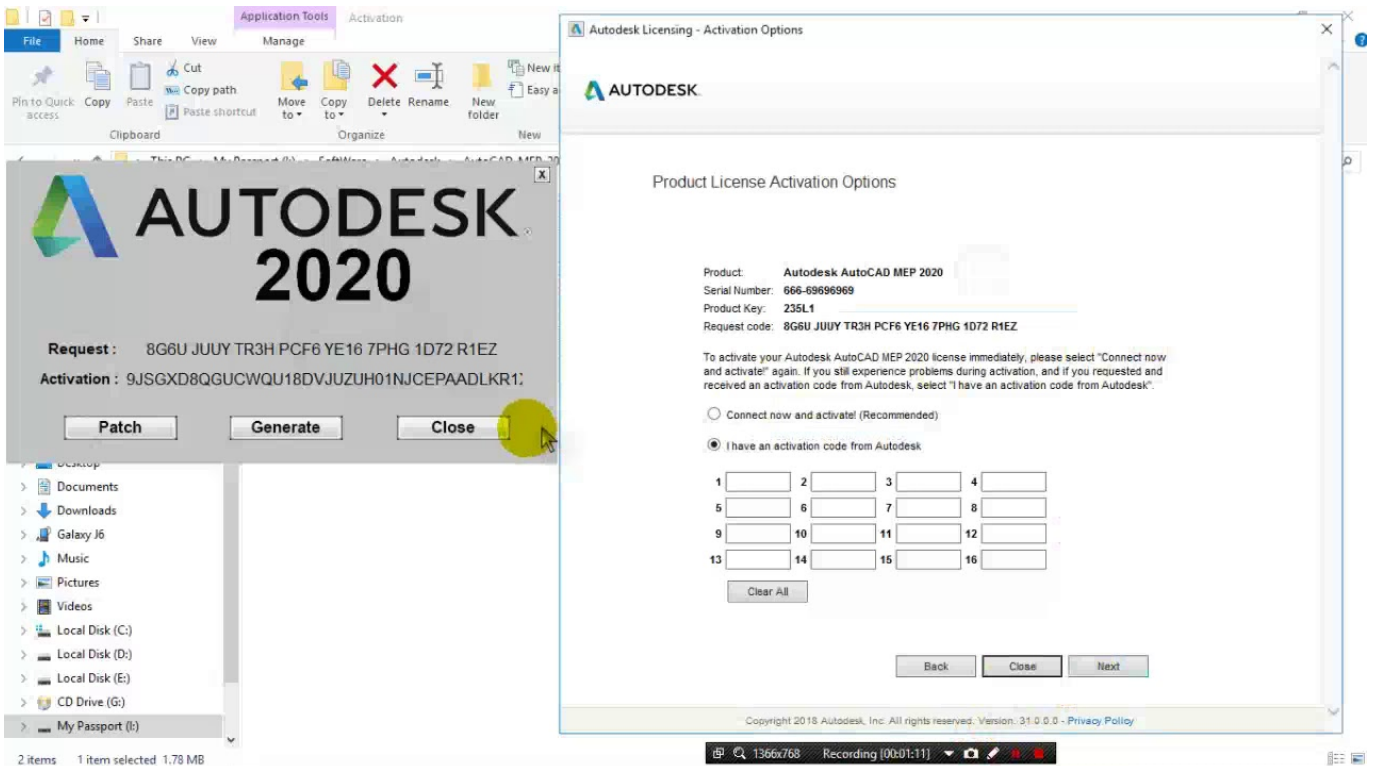 Application Tools
Activation
File Home Share View Manage
Pin to Quick access
Copy
Paste
Cut
Copy path
Paste shortcut
Clipboard
Move to
Copy to
Delete
Rename
Organize
New folder
New it
Easy a
New
AUTODESK
2020
Request : 8G6U JUUY TR3H PCF6 YE16 7PHG 1D72 R1EZ
Activation : 9JSGXD8QGUCWQU18DVJUZUH01NJCEPAADLKR1
Patch Generate Close
Desktop
Documents
Downloads
Galaxy J6
Music
Pictures
Videos
Local Disk (C:)
Local Disk (D:)
Local Disk (E:)
CD Drive (G:)
My Passport (I:)
2 items 1 item selected 1.78 MB
Autodesk Licensing - Activation Options
AUTODESK
Product License Activation Options
Product: Autodesk AutoCAD MEP 2020
Serial Number: 666-69696969
Product Key: 235L1
Request code: 8G6U JUUY TR3H PCF6 YE16 7PHG 1D72 R1EZ
To activate your Autodesk AutoCAD MEP 2020 license immediately, please select "Connect now
and activate!" again. If you still experience problems during activation, and if you requested and
received an activation code from Autodesk, select "I have an activation code from Autodesk".
Connect now and activate! (Recommended)
I have an activation code from Autodesk
1 2 3 4
5 6 7 8
9 10 11 12
13 14 15 16
Clear All
Back Close Next
Copyright 2018 Autodesk, Inc. All rights reserved. Version. 31.0.0.0 - Privacy Policy
1366x768 Recording [00:01:11]